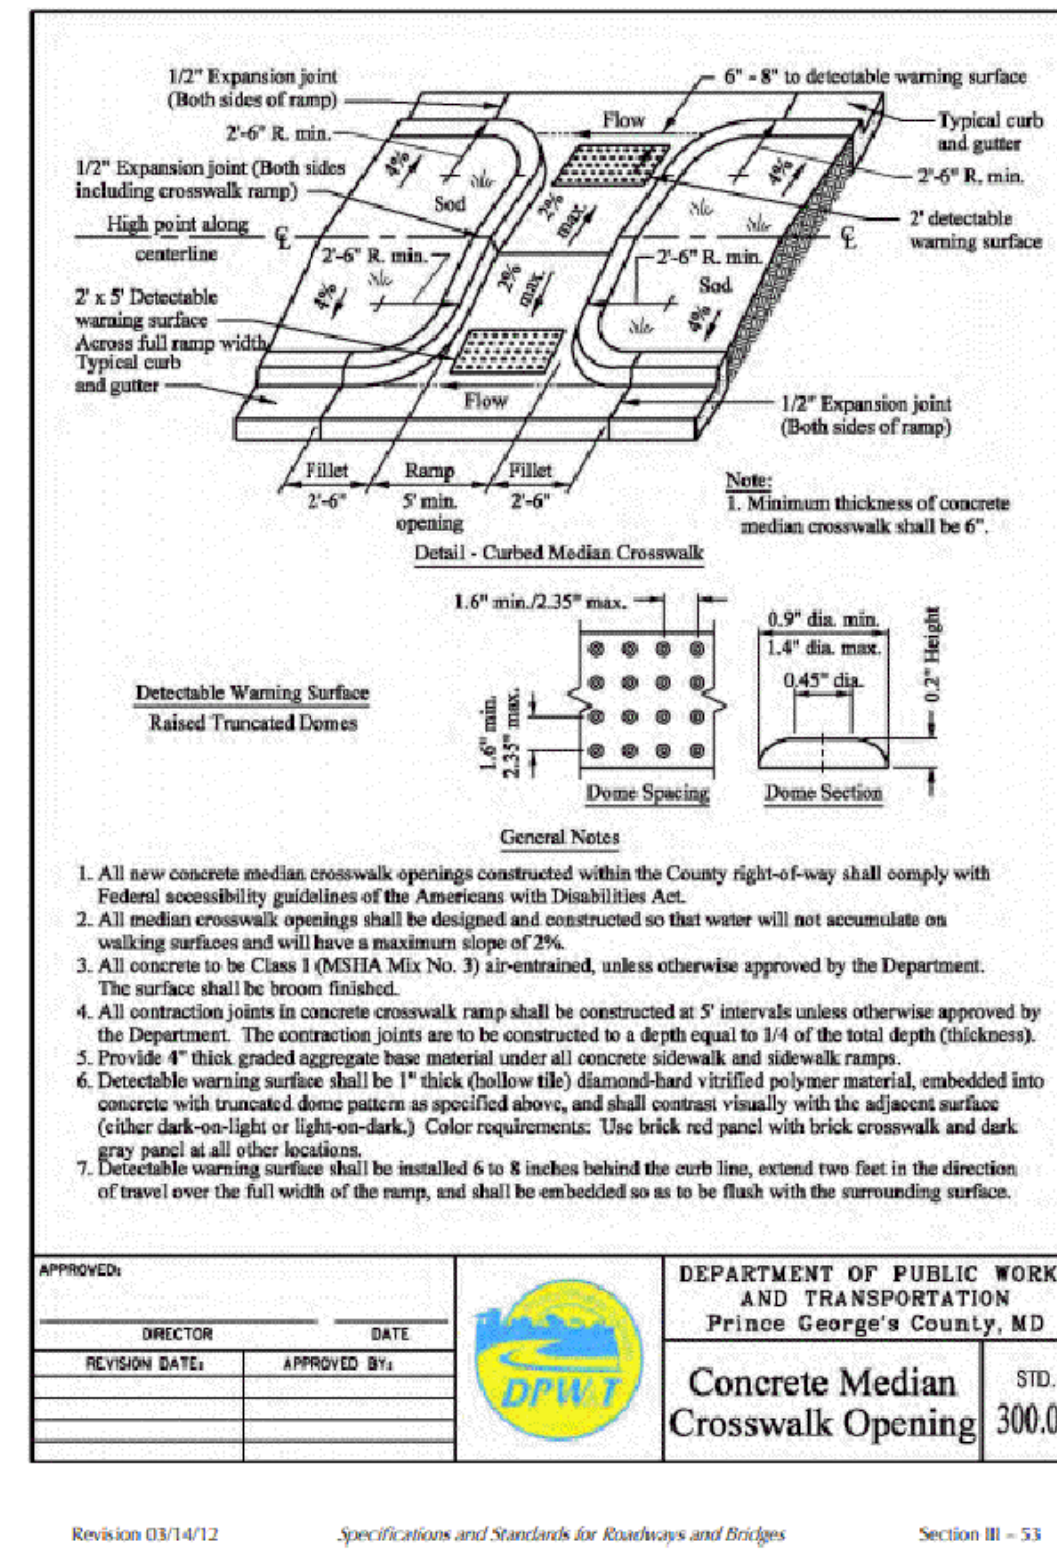 1/2" Expansion joint
(Both sides of ramp)
6" - 8" to detectable warning surface
Flow
Typical curb
and gutter
2'-6" R. min.
1/2" Expansion joint (Both sides
including crosswalk ramp)
4%
4%
2'-6" R. min.
Sod
2% max.
2' detectable
warning surface
High point along
centerline
CL
CL
2'-6" R. min.
2'-6" R. min.
Sod
4%
2% max.
4%
2' x 5' Detectable
warning surface
Across full ramp width
Typical curb
and gutter
Flow
1/2" Expansion joint
(Both sides of ramp)
Fillet
Ramp
Fillet
2'-6"
5' min.
opening
2'-6"
Note:
1. Minimum thickness of concrete
median crosswalk shall be 6".
Detail - Curbed Median Crosswalk
1.6" min./2.35" max.
0.9" dia. min.
1.4" dia. max.
0.45" dia.
0.2" Height
Detectable Warning Surface
Raised Truncated Domes
1.6" min.
2.35" max.
Dome Spacing
Dome Section
General Notes
1. All new concrete median crosswalk openings constructed within the County right-of-way shall comply with
Federal accessibility guidelines of the Americans with Disabilities Act.
2. All median crosswalk openings shall be designed and constructed so that water will not accumulate on
walking surfaces and will have a maximum slope of 2%.
3. All concrete to be Class 1 (MSHA Mix No. 3) air-entrained, unless otherwise approved by the Department.
The surface shall be broom finished.
4. All contraction joints in concrete crosswalk ramp shall be constructed at 5' intervals unless otherwise approved by
the Department. The contraction joints are to be constructed to a depth equal to 1/4 of the total depth (thickness).
5. Provide 4" thick graded aggregate base material under all concrete sidewalk and sidewalk ramps.
6. Detectable warning surface shall be 1" thick (hollow tile) diamond-hard vitrified polymer material, embedded into
concrete with truncated dome pattern as specified above, and shall contrast visually with the adjacent surface
(either dark-on-light or light-on-dark.) Color requirements: Use brick red panel with brick crosswalk and dark
gray panel at all other locations.
7. Detectable warning surface shall be installed 6 to 8 inches behind the curb line, extend two feet in the direction
of travel over the full width of the ramp, and shall be embedded so as to be flush with the surrounding surface.
APPROVED:
DIRECTOR
DATE
REVISION DATE:
APPROVED BY:
DPW&T
DEPARTMENT OF PUBLIC WORK
AND TRANSPORTATION
Prince George's County, MD
Concrete Median
Crosswalk Opening
STD.
300.0
Revision 03/14/12
Specifications and Standards for Roadways and Bridges
Section III - 53